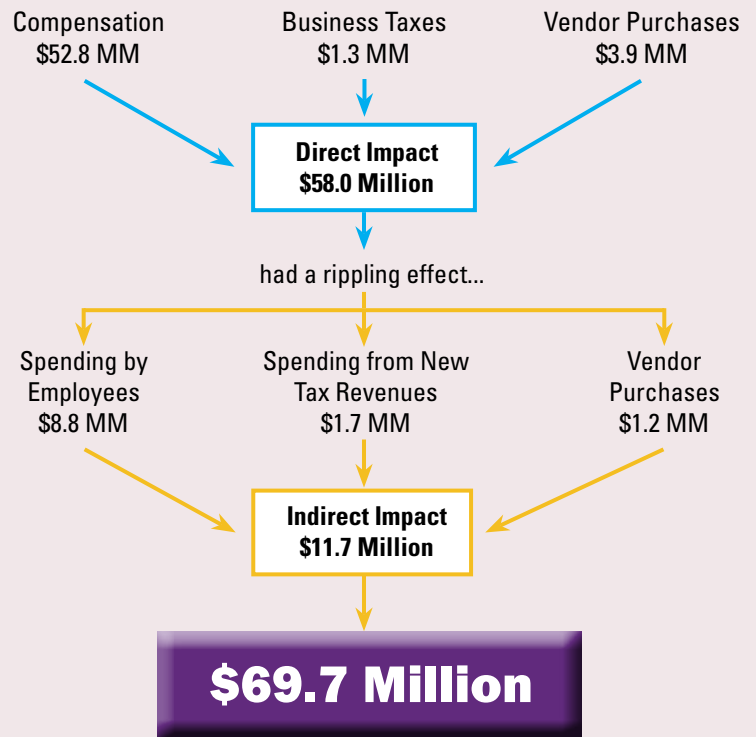 Compensation
$52.8 MM
Business Taxes
$1.3 MM
Vendor Purchases
$3.9 MM
Direct Impact
$58.0 Million
had a rippling effect...
Spending by
Employees
$8.8 MM
Spending from New
Tax Revenues
$1.7 MM
Vendor
Purchases
$1.2 MM
Indirect Impact
$11.7 Million
$69.7 Million